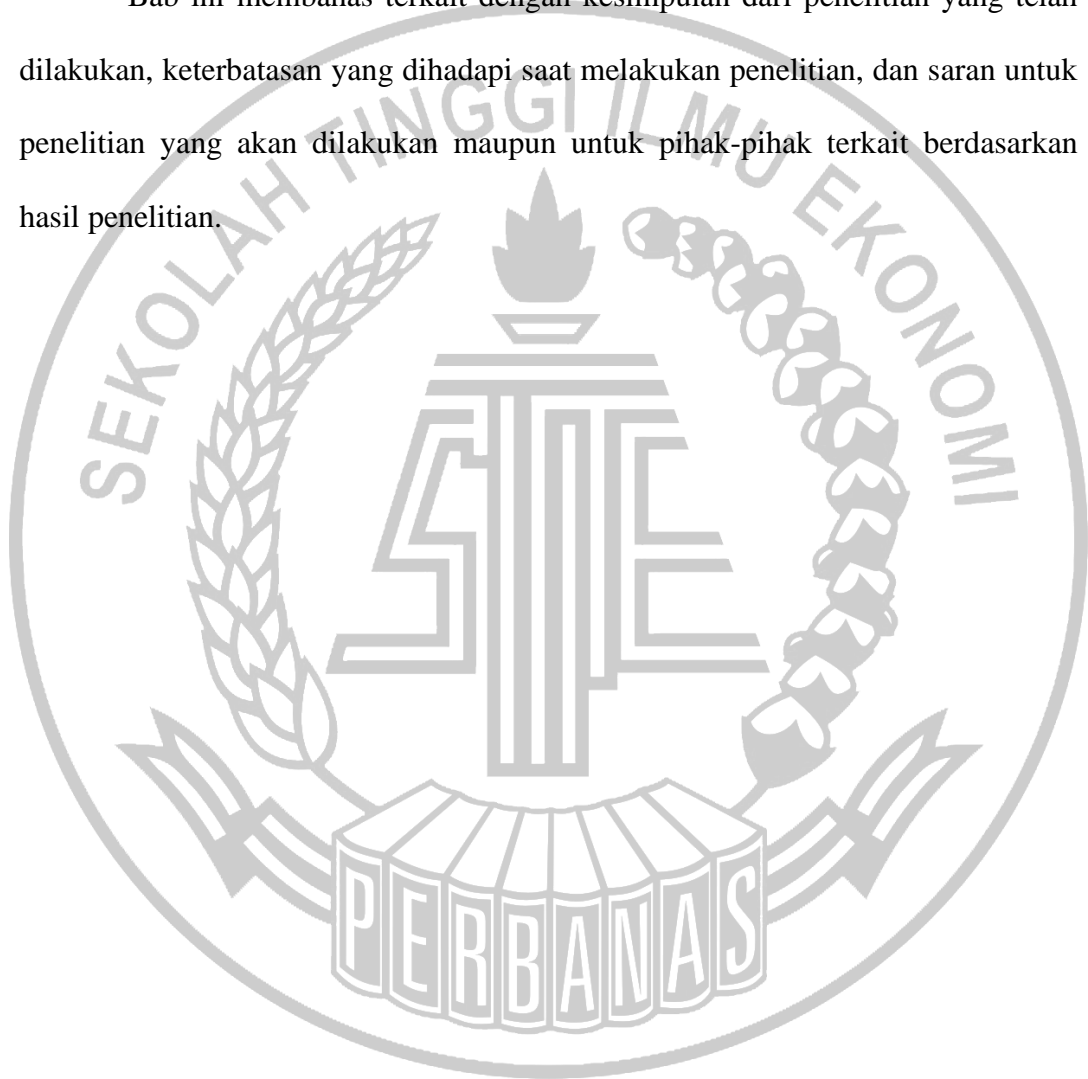 Bab ini membahas terkait dengan kesimpulan dari penelitian yang telah
dilakukan, keterbatasan yang dihadapi saat melakukan penelitian, dan saran untuk
penelitian yang akan dilakukan maupun untuk pihak-pihak terkait berdasarkan
hasil penelitian.
SEKOLAH TINGGI ILMU EKONOMI
STIE
PERBANAS